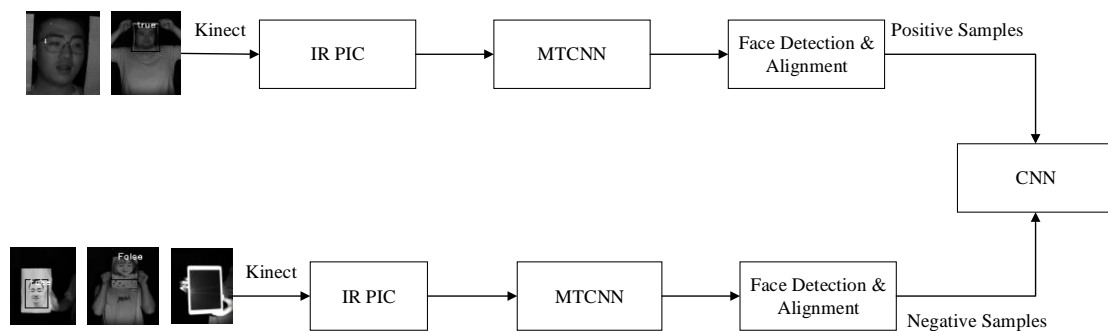 true
Kinect
IR PIC
MTCNN
Face Detection &
Alignment
Positive Samples
CNN
False
Kinect
IR PIC
MTCNN
Face Detection &
Alignment
Negative Samples